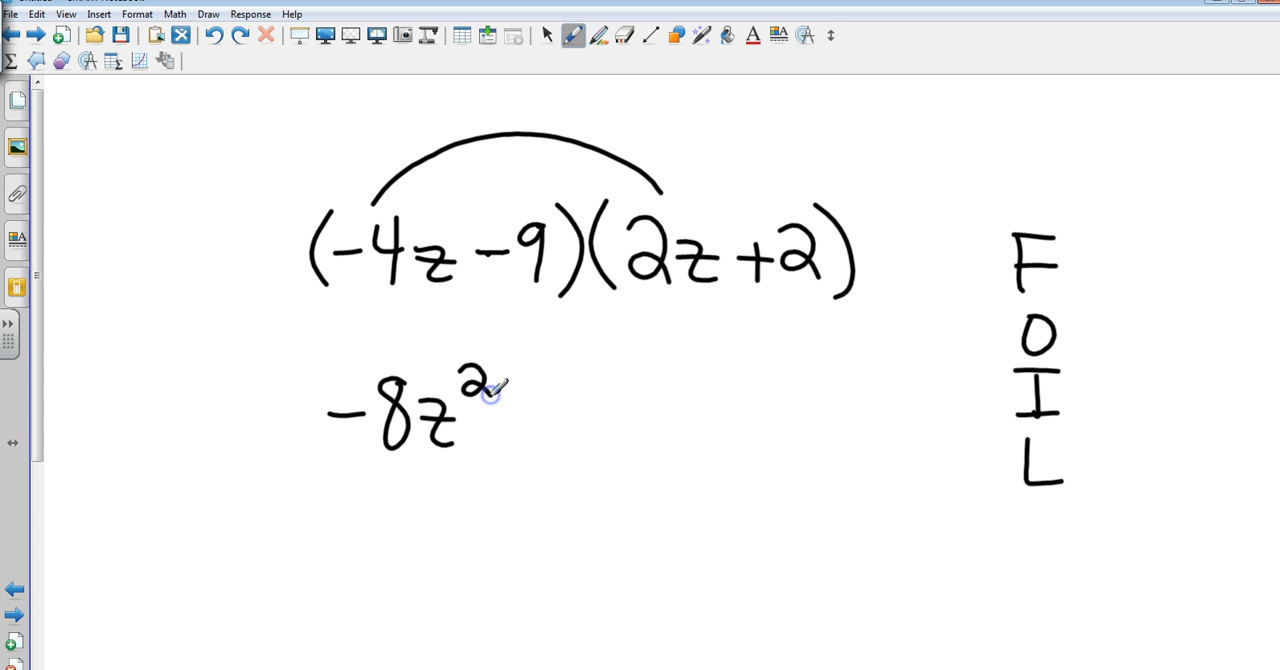 File Edit View Insert Format Math Draw Response Help
(-4z -9)(2z +2)
-8z²
F
O
I
L